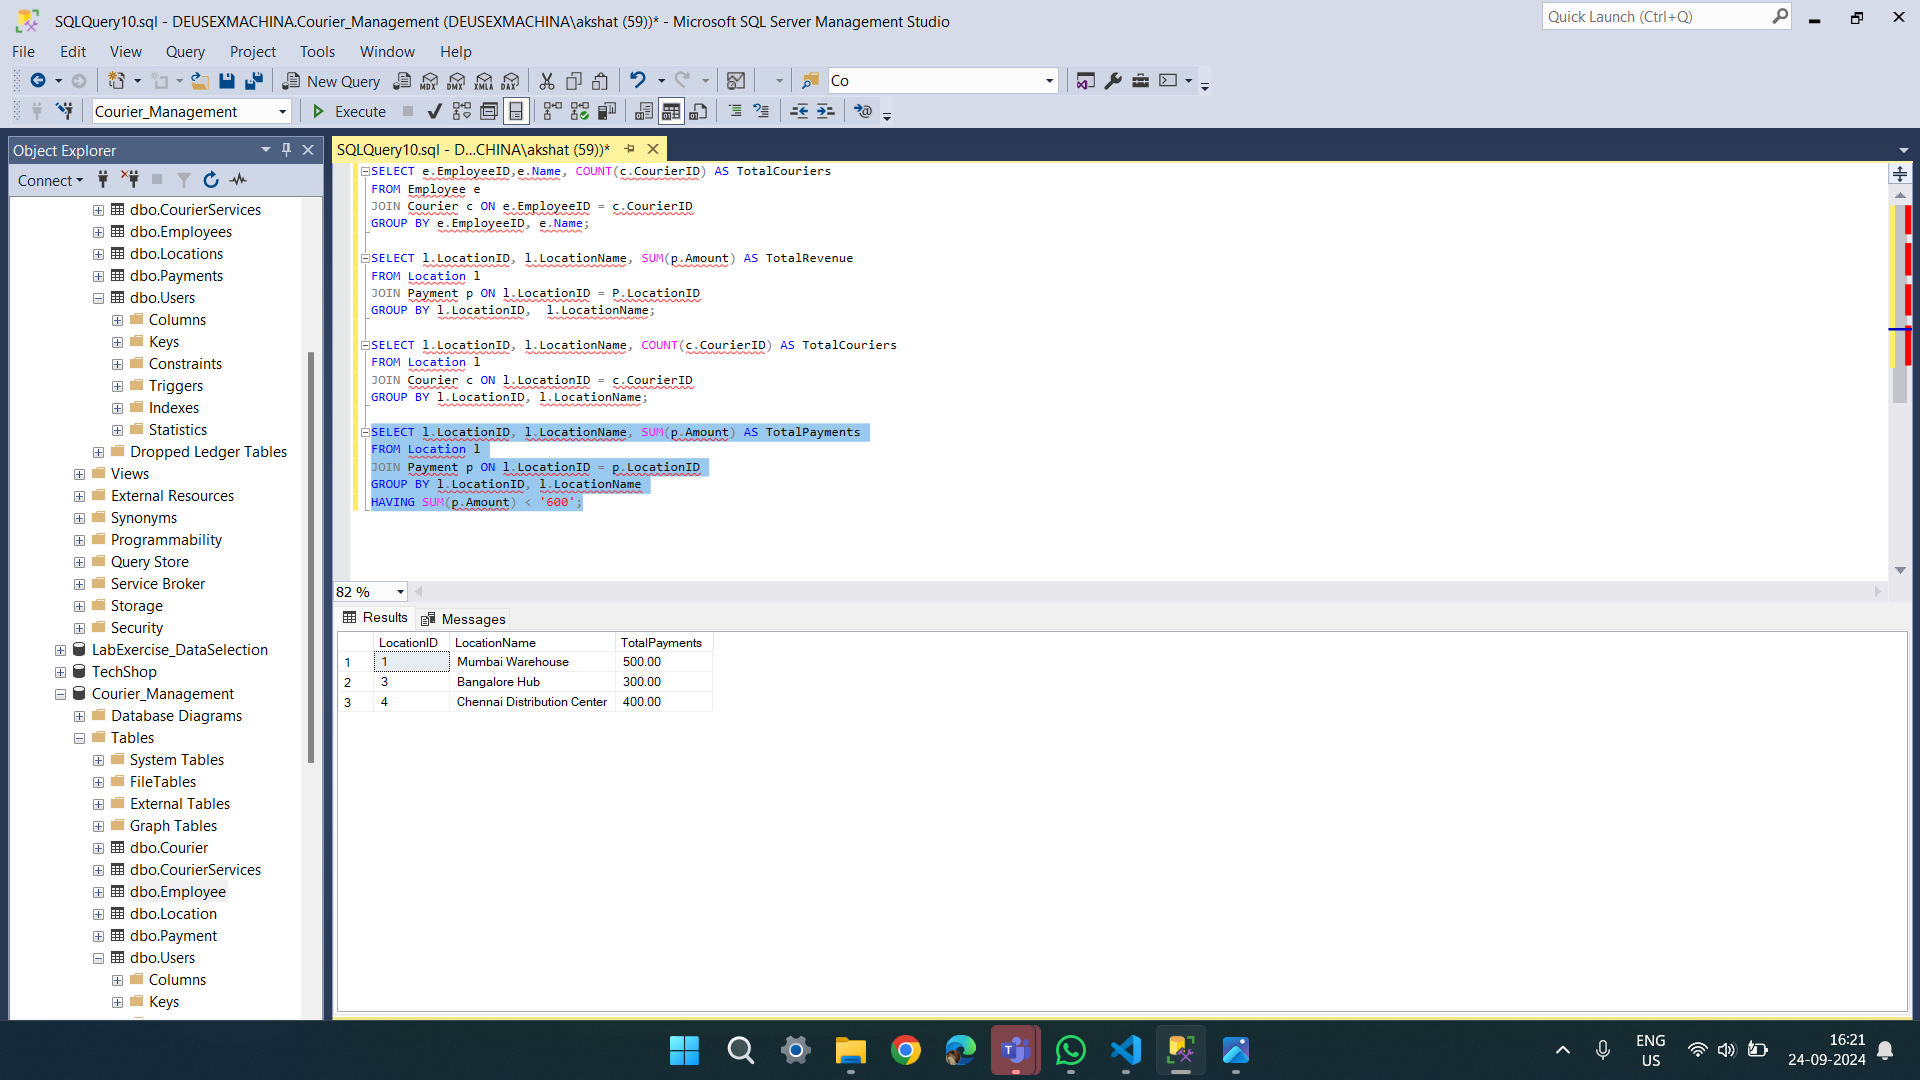 SQLQuery10.sql - DEUSEXMACHINA.Courier_Management (DEUSEXMACHINA\akshat (59))* - Microsoft SQL Server Management Studio
Quick Launch (Ctrl+Q)
File Edit View Query Project Tools Window Help
New Query MDX DMX XMLA DAX Co
Courier_Management Execute
Object Explorer
Connect
dbo.CourierServices
dbo.Employees
dbo.Locations
dbo.Payments
dbo.Users
Columns
Keys
Constraints
Triggers
Indexes
Statistics
Dropped Ledger Tables
Views
External Resources
Synonyms
Programmability
Query Store
Service Broker
Storage
Security
LabExercise_DataSelection
TechShop
Courier_Management
Database Diagrams
Tables
System Tables
FileTables
External Tables
Graph Tables
dbo.Courier
dbo.CourierServices
dbo.Employee
dbo.Location
dbo.Payment
dbo.Users
Columns
Keys
SQLQuery10.sql - D...CHINA\akshat (59))*
SELECT e.EmployeeID,e.Name, COUNT(c.CourierID) AS TotalCouriers
FROM Employee e
JOIN Courier c ON e.EmployeeID = c.CourierID
GROUP BY e.EmployeeID, e.Name;
SELECT l.LocationID, l.LocationName, SUM(p.Amount) AS TotalRevenue
FROM Location l
JOIN Payment p ON l.LocationID = P.LocationID
GROUP BY l.LocationID,  l.LocationName;
SELECT l.LocationID, l.LocationName, COUNT(c.CourierID) AS TotalCouriers
FROM Location l
JOIN Courier c ON l.LocationID = c.CourierID
GROUP BY l.LocationID, l.LocationName;
SELECT l.LocationID, l.LocationName, SUM(p.Amount) AS TotalPayments
FROM Location l
JOIN Payment p ON l.LocationID = p.LocationID
GROUP BY l.LocationID, l.LocationName
HAVING SUM(p.Amount) < '600';
82 %
Results Messages
LocationID LocationName TotalPayments
1 1 Mumbai Warehouse 500.00
2 3 Bangalore Hub 300.00
3 4 Chennai Distribution Center 400.00
ENG
US
16:21
24-09-2024